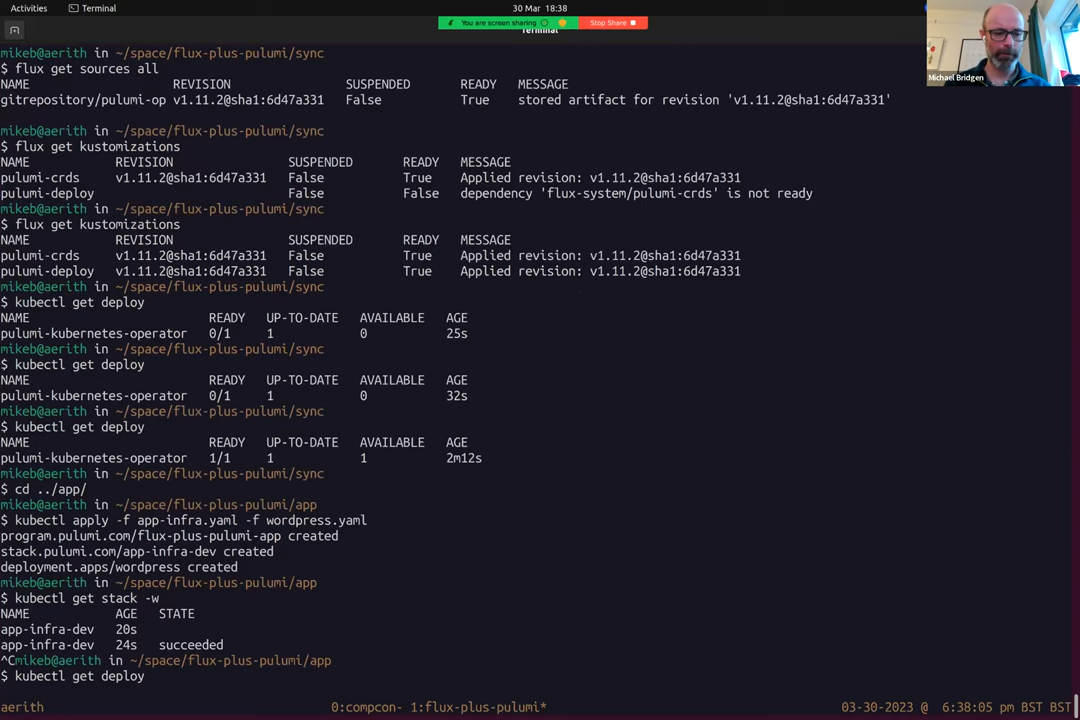 Activities Terminal 30 Mar 18:38
You are screen sharing Stop Share
Terminal
Michael Bridgen
mikeb@aerith in ~/space/flux-plus-pulumi/sync
$ flux get sources all
NAME REVISION SUSPENDED READY MESSAGE
gitrepository/pulumi-op v1.11.2@sha1:6d47a331 False True stored artifact for revision 'v1.11.2@sha1:6d47a331'
mikeb@aerith in ~/space/flux-plus-pulumi/sync
$ flux get kustomizations
NAME REVISION SUSPENDED READY MESSAGE
pulumi-crds v1.11.2@sha1:6d47a331 False True Applied revision: v1.11.2@sha1:6d47a331
pulumi-deploy False False dependency 'flux-system/pulumi-crds' is not ready
mikeb@aerith in ~/space/flux-plus-pulumi/sync
$ flux get kustomizations
NAME REVISION SUSPENDED READY MESSAGE
pulumi-crds v1.11.2@sha1:6d47a331 False True Applied revision: v1.11.2@sha1:6d47a331
pulumi-deploy v1.11.2@sha1:6d47a331 False True Applied revision: v1.11.2@sha1:6d47a331
mikeb@aerith in ~/space/flux-plus-pulumi/sync
$ kubectl get deploy
NAME READY UP-TO-DATE AVAILABLE AGE
pulumi-kubernetes-operator 0/1 1 0 25s
mikeb@aerith in ~/space/flux-plus-pulumi/sync
$ kubectl get deploy
NAME READY UP-TO-DATE AVAILABLE AGE
pulumi-kubernetes-operator 0/1 1 0 32s
mikeb@aerith in ~/space/flux-plus-pulumi/sync
$ kubectl get deploy
NAME READY UP-TO-DATE AVAILABLE AGE
pulumi-kubernetes-operator 1/1 1 1 2m12s
mikeb@aerith in ~/space/flux-plus-pulumi/sync
$ cd ../app/
mikeb@aerith in ~/space/flux-plus-pulumi/app
$ kubectl apply -f app-infra.yaml -f wordpress.yaml
program.pulumi.com/flux-plus-pulumi-app created
stack.pulumi.com/app-infra-dev created
deployment.apps/wordpress created
mikeb@aerith in ~/space/flux-plus-pulumi/app
$ kubectl get stack -w
NAME AGE STATE
app-infra-dev 20s
app-infra-dev 24s succeeded
^Cmikeb@aerith in ~/space/flux-plus-pulumi/app
$ kubectl get deploy
aerith 0:compcon- 1:flux-plus-pulumi* 03-30-2023 @ 6:38:05 pm BST BST